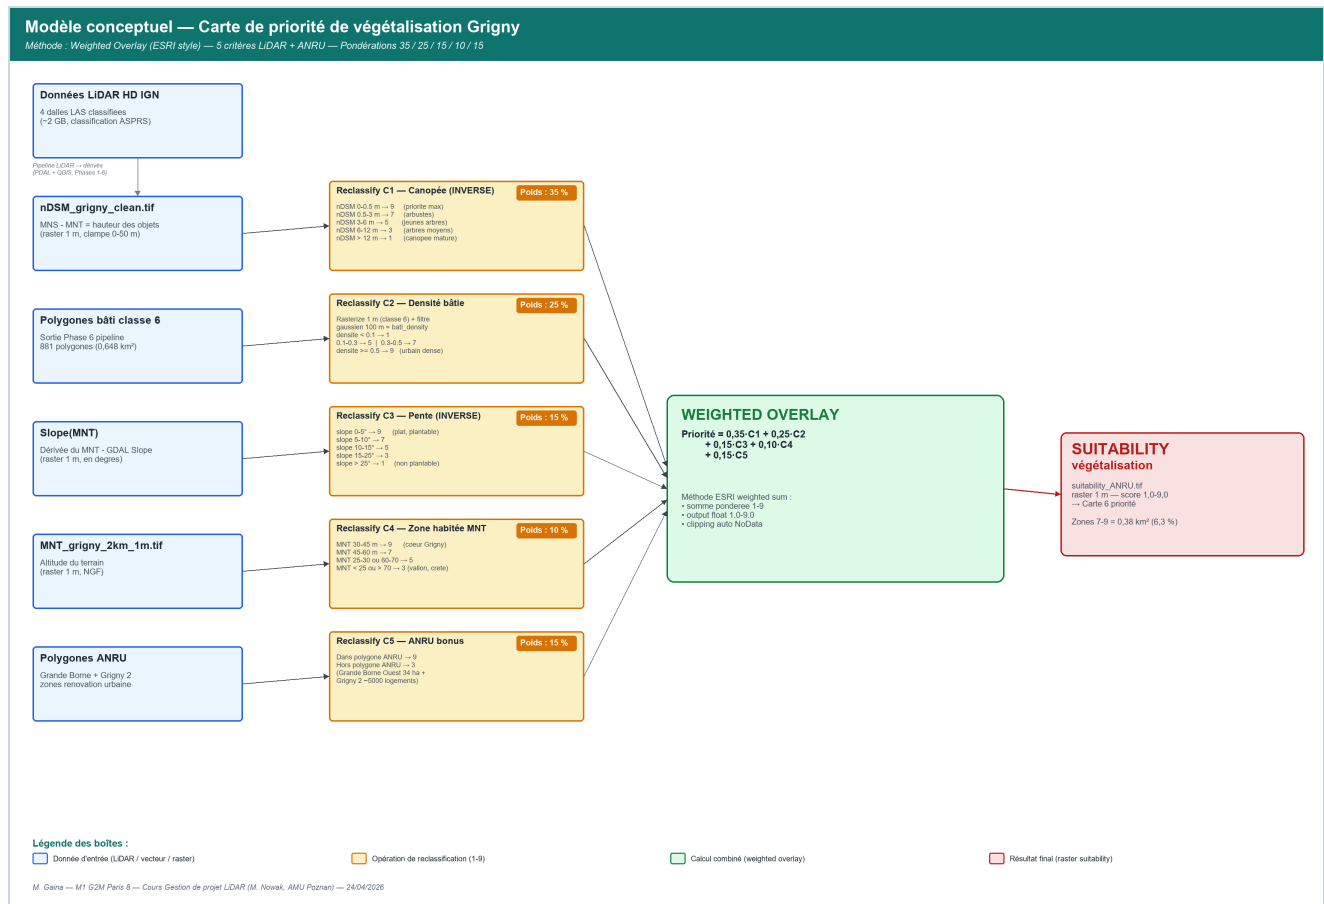 Modèle conceptuel — Carte de priorité de végétalisation Grigny
Méthode : Weighted Overlay (ESRI style) — 5 critères LiDAR + ANRU — Pondérations 35 / 25 / 15 / 10 / 15
Données LiDAR HD IGN
4 dalles LAS classifiees
(~2 GB, classification ASPRS)
Pipeline LiDAR → dérivés
(PDAL + QGIS, Phases 1-6)
nDSM_grigny_clean.tif
MNS - MNT = hauteur des objets
(raster 1 m, clampe 0-50 m)
Polygones bâti classe 6
Sortie Phase 6 pipeline
881 polygones (0,648 km²)
Slope(MNT)
Dérivée du MNT - GDAL Slope
(raster 1 m, en degres)
MNT_grigny_2km_1m.tif
Altitude du terrain
(raster 1 m, NGF)
Polygones ANRU
Grande Borne + Grigny 2
zones renovation urbaine
Reclassify C1 — Canopée (INVERSE)
Poids : 35 %
nDSM 0-0.5 m → 9 (priorite max)
nDSM 0.5-3 m → 7 (arbustes)
nDSM 3-6 m → 5 (jeunes arbres)
nDSM 6-12 m → 3 (arbres moyens)
nDSM > 12 m → 1 (canopee mature)
Reclassify C2 — Densité bâtie
Poids : 25 %
Rasterize 1 m (classe 6) + filtre
gaussien 100 m = bati_density
densite < 0.1 → 1
0.1-0.3 → 5 | 0.3-0.5 → 7
densite >= 0.5 → 9 (urbain dense)
Reclassify C3 — Pente (INVERSE)
Poids : 15 %
slope 0-5° → 9 (plat, plantable)
slope 5-10° → 7
slope 10-15° → 5
slope 15-25° → 3
slope > 25° → 1 (non plantable)
Reclassify C4 — Zone habitée MNT
Poids : 10 %
MNT 30-45 m → 9 (coeur Grigny)
MNT 45-60 m → 7
MNT 25-30 ou 60-70 → 5
MNT < 25 ou > 70 → 3 (vallon, crete)
Reclassify C5 — ANRU bonus
Poids : 15 %
Dans polygone ANRU → 9
Hors polygone ANRU → 3
(Grande Borne Ouest 34 ha +
Grigny 2 ~5000 logements)
WEIGHTED OVERLAY
Priorité = 0,35·C1 + 0,25·C2
+ 0,15·C3 + 0,10·C4
+ 0,15·C5
Méthode ESRI weighted sum :
• somme ponderee 1-9
• output float 1.0-9.0
• clipping auto NoData
SUITABILITY
végétalisation
suitability_ANRU.tif
raster 1 m — score 1,0-9,0
→ Carte 6 priorité
Zones 7-9 = 0,38 km² (6,3 %)
Légende des boîtes :
Donnée d'entrée (LiDAR / vecteur / raster)
Opération de reclassification (1-9)
Calcul combiné (weighted overlay)
Résultat final (raster suitability)
M. Gaina — M1 G2M Paris 8 — Cours Gestion de projet LiDAR (M. Nowak, AMU Poznan) — 24/04/2026